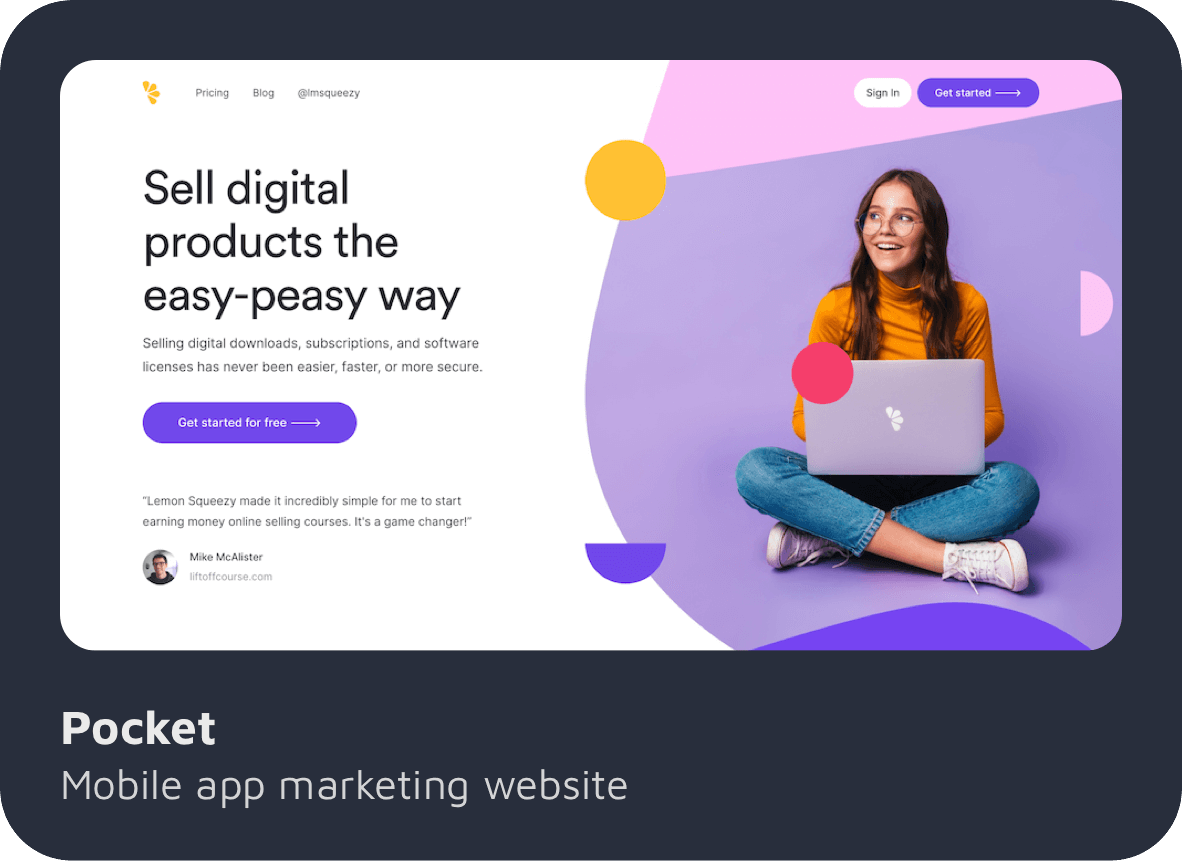 Pricing Blog @lmsqueezy Sign In Get started
Sell digital
products the
easy-peasy way
Selling digital downloads, subscriptions, and software
licenses has never been easier, faster, or more secure.
Get started for free
“Lemon Squeezy made it incredibly simple for me to start
earning money online selling courses. It's a game changer!”
Mike McAlister
liftoffcourse.com
Pocket
Mobile app marketing website